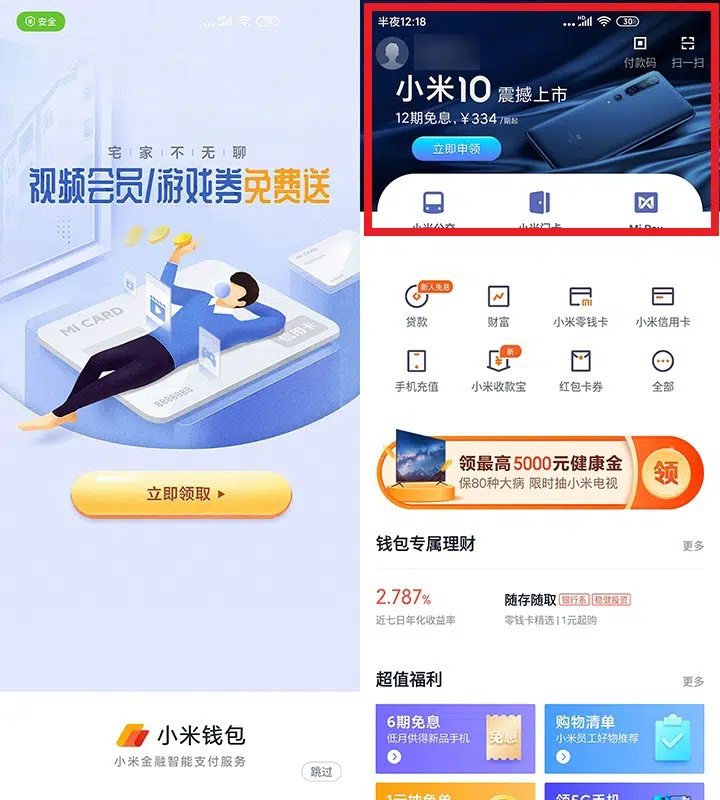 安全
30
宅家不无聊
视频会员/游戏券免费送
MI CARD
MI CARD
信用卡
8888888
立即领取
小米钱包
小米金融智能支付服务
跳过
半夜12:18
HD
30
付款码
扫一扫
小米10 震撼上市
12期免息，￥334/期起
立即申领
小米公交
小米门卡
Mi Pay
新人免息
贷款
财富
mi
小米零钱卡
小米信用卡
新
手机充值
小米收款宝
红包卡券
全部
领最高5000元健康金
保80种大病 限时抽小米电视
领
钱包专属理财
更多
2.787%
随存随取 银行系 稳健投资
近七日年化收益率
零钱卡精选 | 1元起购
超值福利
更多
6期免息
低月供得新品手机
免息
购物清单
小米员工好物推荐
1元抽免单
领5G手机